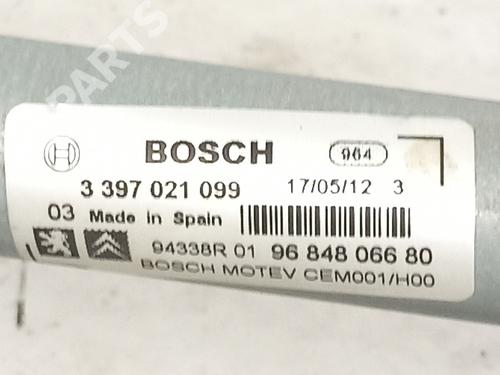 PARTS
BOSCH 964
3 397 021 099 17/05/12 3
03 Made in Spain
94338R 01 96 848 066 80
BOSCH MOTEV CEM001/H00